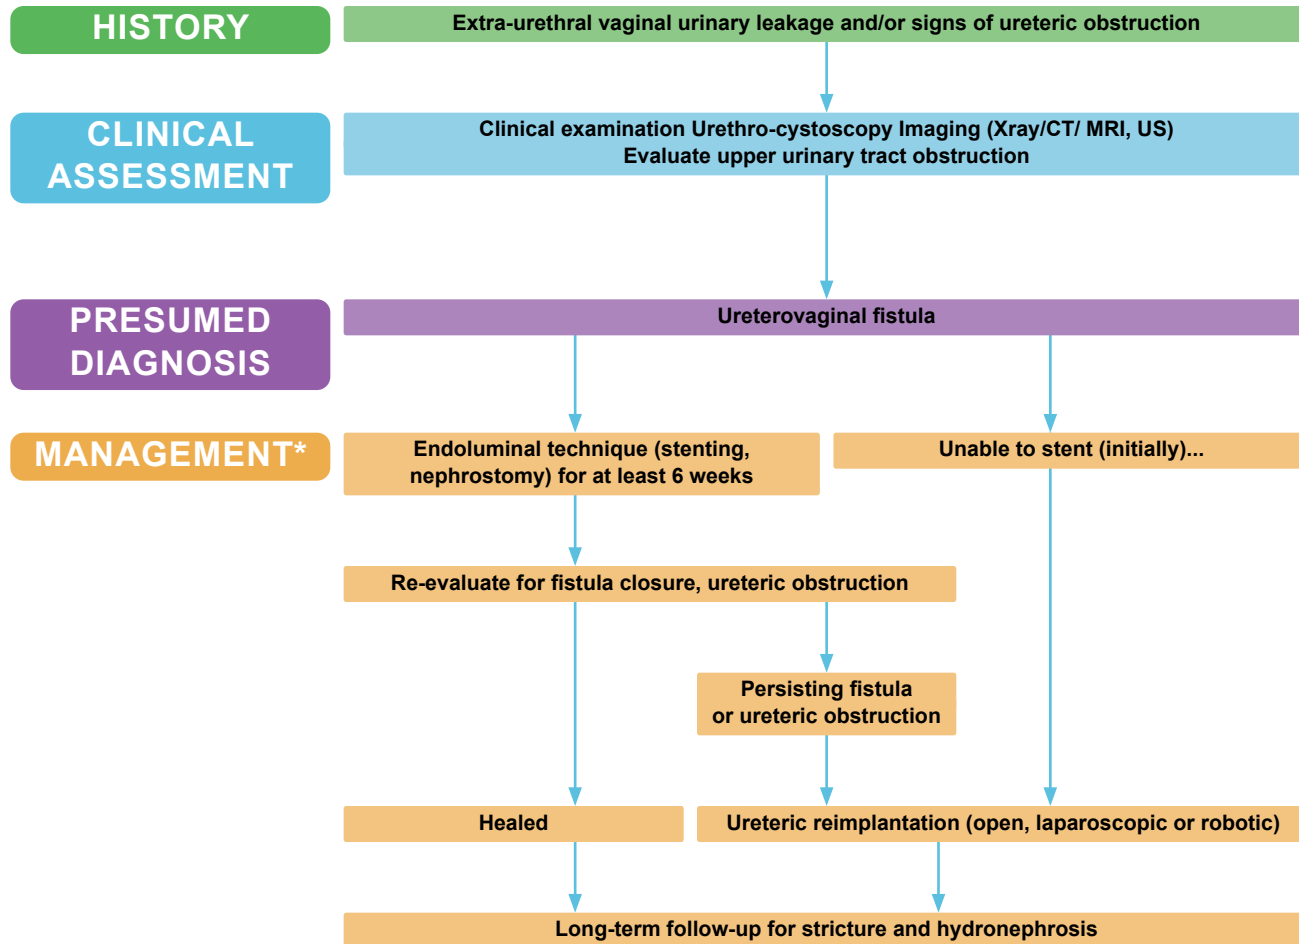 HISTORY
Extra-urethral vaginal urinary leakage and/or signs of ureteric obstruction
CLINICAL
ASSESSMENT
Clinical examination Urethro-cystoscopy Imaging (Xray/CT/ MRI, US)
Evaluate upper urinary tract obstruction
PRESUMED
DIAGNOSIS
Ureterovaginal fistula
MANAGEMENT*
Endoluminal technique (stenting,
nephrostomy) for at least 6 weeks
Unable to stent (initially)...
Re-evaluate for fistula closure, ureteric obstruction
Persisting fistula
or ureteric obstruction
Healed
Ureteric reimplantation (open, laparoscopic or robotic)
Long-term follow-up for stricture and hydronephrosis